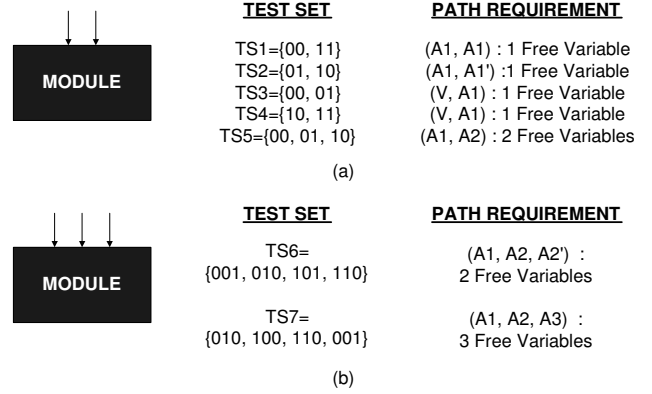 TEST SET PATH REQUIREMENT
MODULE
TS1={00, 11} (A1, A1) : 1 Free Variable
TS2={01, 10} (A1, A1') :1 Free Variable
TS3={00, 01} (V, A1) : 1 Free Variable
TS4={10, 11} (V, A1) : 1 Free Variable
TS5={00, 01, 10} (A1, A2) : 2 Free Variables
(a)
TEST SET PATH REQUIREMENT
MODULE
TS6= (A1, A2, A2') :
{001, 010, 101, 110} 2 Free Variables
TS7= (A1, A2, A3) :
{010, 100, 110, 001} 3 Free Variables
(b)